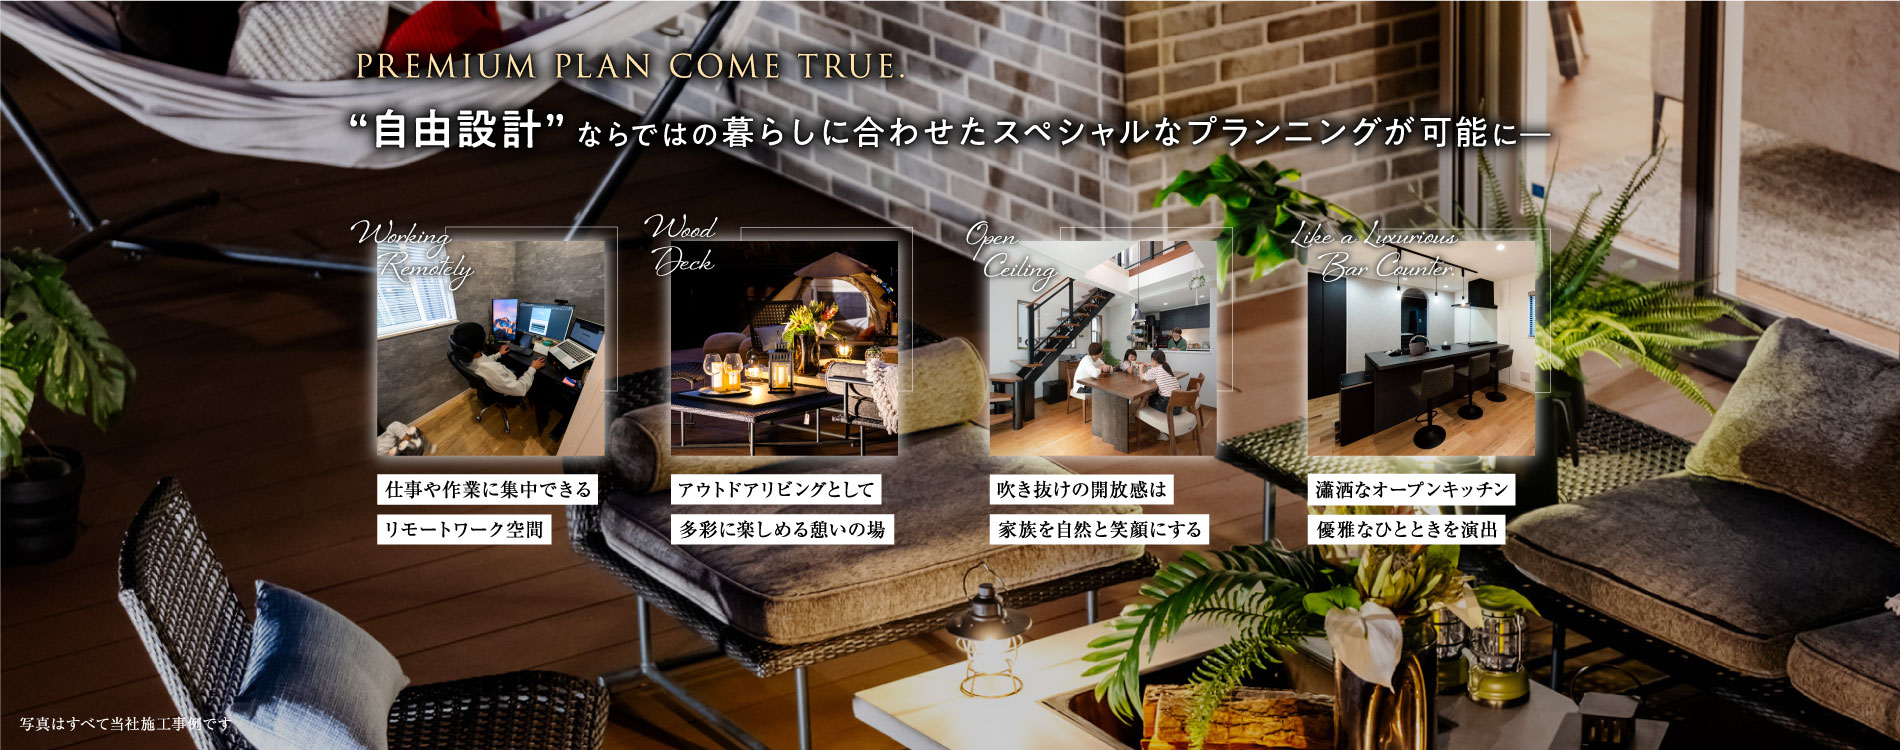 PREMIUM PLAN COME TRUE.
“自由設計”ならではの暮らしに合わせたスペシャルなプランニングが可能に―
Working
Remotely
仕事や作業に集中できる
リモートワーク空間
Wood
Deck
アウトドアリビングとして
多彩に楽しめる憩いの場
Open
Ceiling
吹き抜けの開放感は
家族を自然と笑顔にする
Like a Luxurious
Bar Counter.
瀟洒なオープンキッチン
優雅なひとときを演出
写真はすべて当社施工事例です